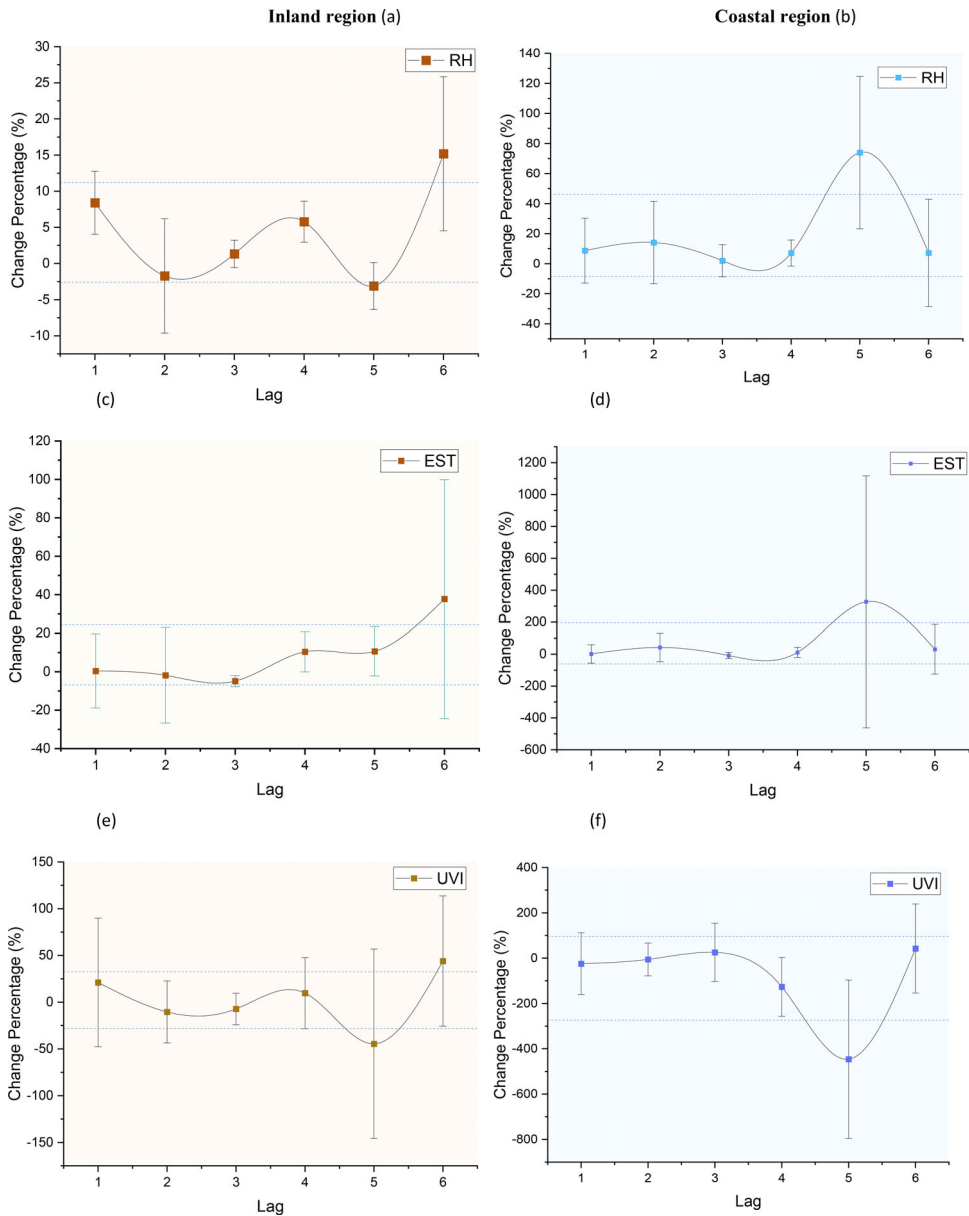 Inland region (a)
Coastal region (b)
RH
Change Percentage (%)
30
25
20
15
10
5
0
-5
-10
1 2 3 4 5 6
Lag
RH
Change Percentage (%)
140
120
100
80
60
40
20
0
-20
-40
1 2 3 4 5 6
Lag
(c)
(d)
EST
Change Percentage (%)
120
100
80
60
40
20
0
-20
-40
1 2 3 4 5 6
Lag
EST
Change Percentage (%)
1200
1000
800
600
400
200
0
-200
-400
-600
1 2 3 4 5 6
Lag
(e)
(f)
UVI
Change Percentage (%)
150
100
50
0
-50
-100
-150
1 2 3 4 5 6
Lag
UVI
Change Percentage (%)
400
200
0
-200
-400
-600
-800
1 2 3 4 5 6
Lag